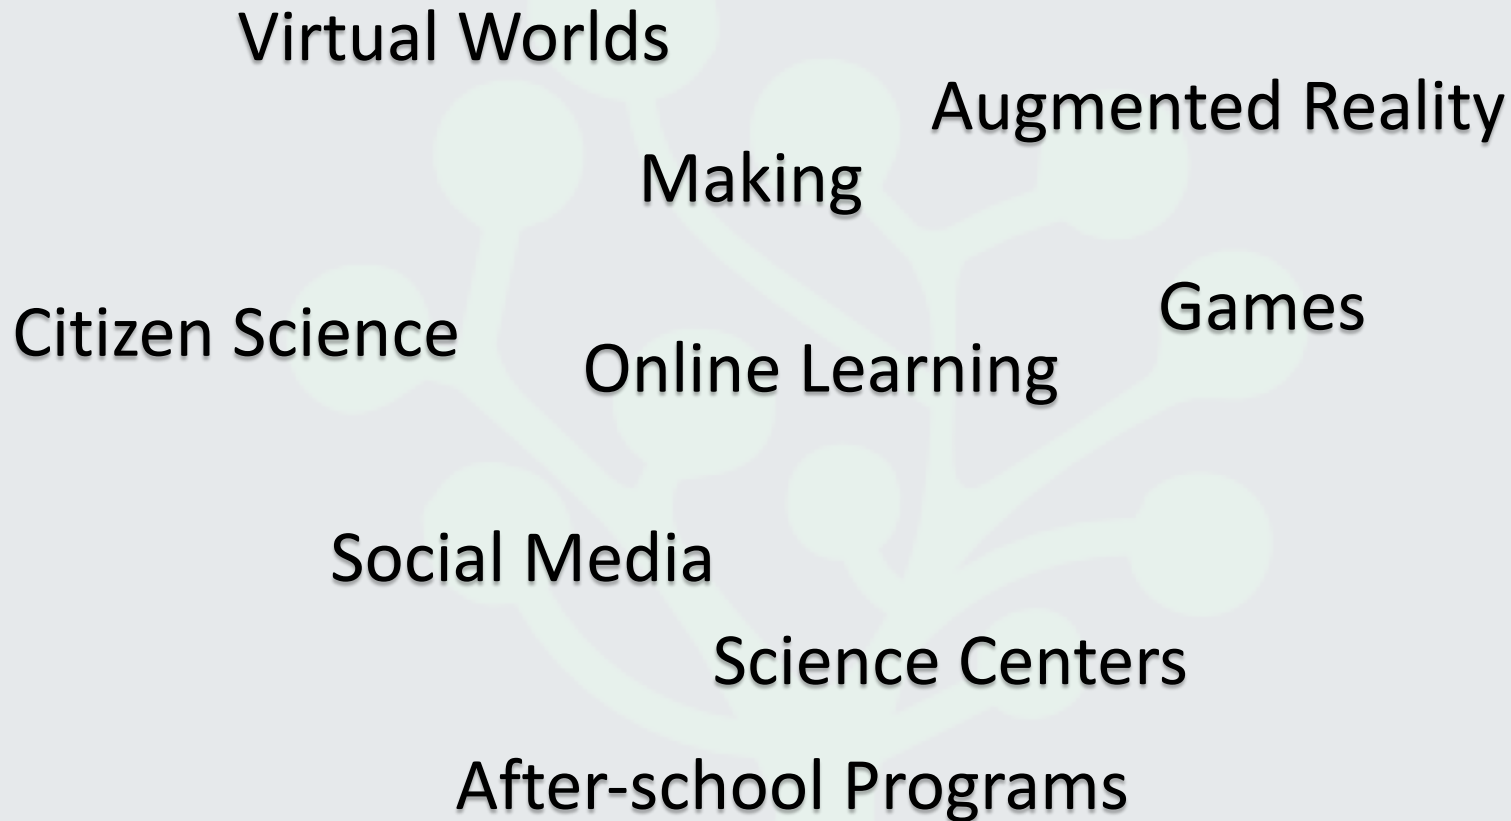 Virtual Worlds
Augmented Reality
Making
Games
Citizen Science
Online Learning
Social Media
Science Centers
After-school Programs